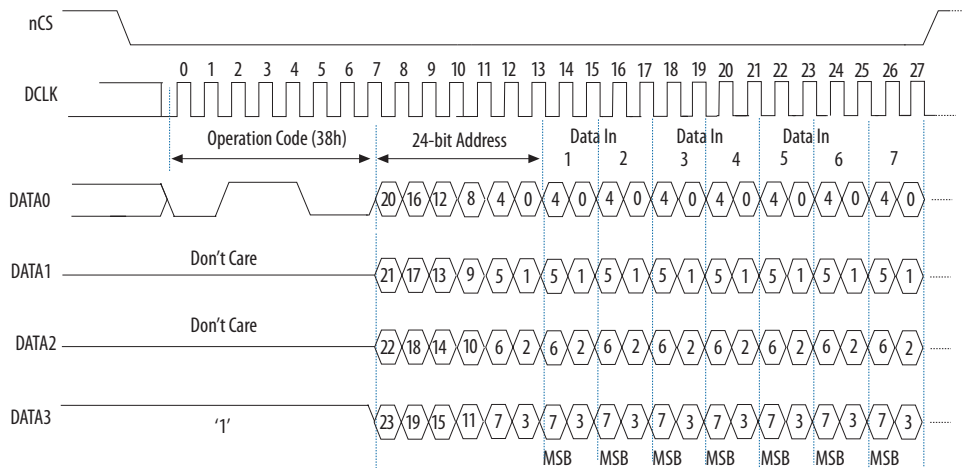 nCS
0 1 2 3 4 5 6 7 8 9 10 11 12 13 14 15 16 17 18 19 20 21 22 23 24 25 26 27
DCLK
Operation Code (38h) 24-bit Address Data In Data In Data In
1 2 3 4 5 6 7
DATA0 20 16 12 8 4 0 4 0 4 0 4 0 4 0 4 0 4 0 4 0
DATA1 Don't Care 21 17 13 9 5 1 5 1 5 1 5 1 5 1 5 1 5 1 5 1
DATA2 Don't Care 22 18 14 10 6 2 6 2 6 2 6 2 6 2 6 2 6 2 6 2
DATA3 '1' 23 19 15 11 7 3 7 3 7 3 7 3 7 3 7 3 7 3 7 3
MSB MSB MSB MSB MSB MSB MSB